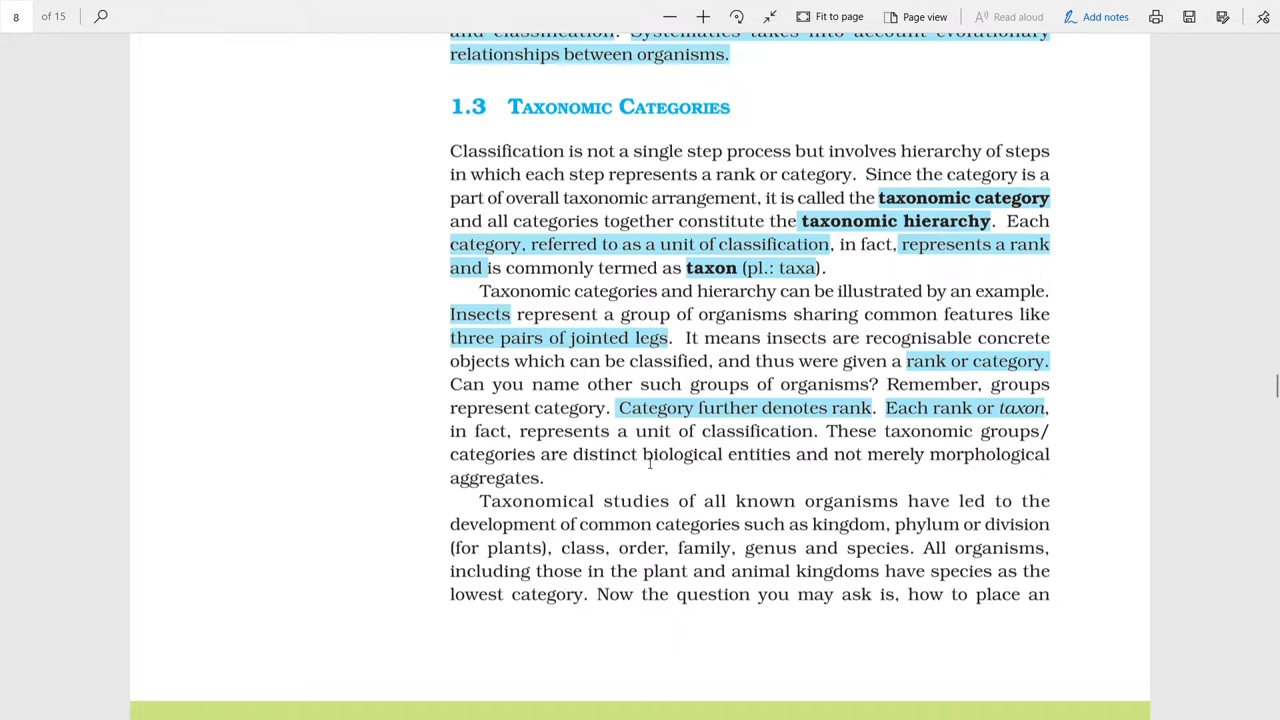 8 of 15 Fit to page Page view Read aloud Add notes
and classification. Systematics takes into account evolutionary
relationships between organisms.
1.3 TAXONOMIC CATEGORIES
Classification is not a single step process but involves hierarchy of steps
in which each step represents a rank or category. Since the category is a
part of overall taxonomic arrangement, it is called the taxonomic category
and all categories together constitute the taxonomic hierarchy. Each
category, referred to as a unit of classification, in fact, represents a rank
and is commonly termed as taxon (pl.: taxa).
Taxonomic categories and hierarchy can be illustrated by an example.
Insects represent a group of organisms sharing common features like
three pairs of jointed legs. It means insects are recognisable concrete
objects which can be classified, and thus were given a rank or category.
Can you name other such groups of organisms? Remember, groups
represent category. Category further denotes rank. Each rank or taxon,
in fact, represents a unit of classification. These taxonomic groups/
categories are distinct biological entities and not merely morphological
aggregates.
Taxonomical studies of all known organisms have led to the
development of common categories such as kingdom, phylum or division
(for plants), class, order, family, genus and species. All organisms,
including those in the plant and animal kingdoms have species as the
lowest category. Now the question you may ask is, how to place an